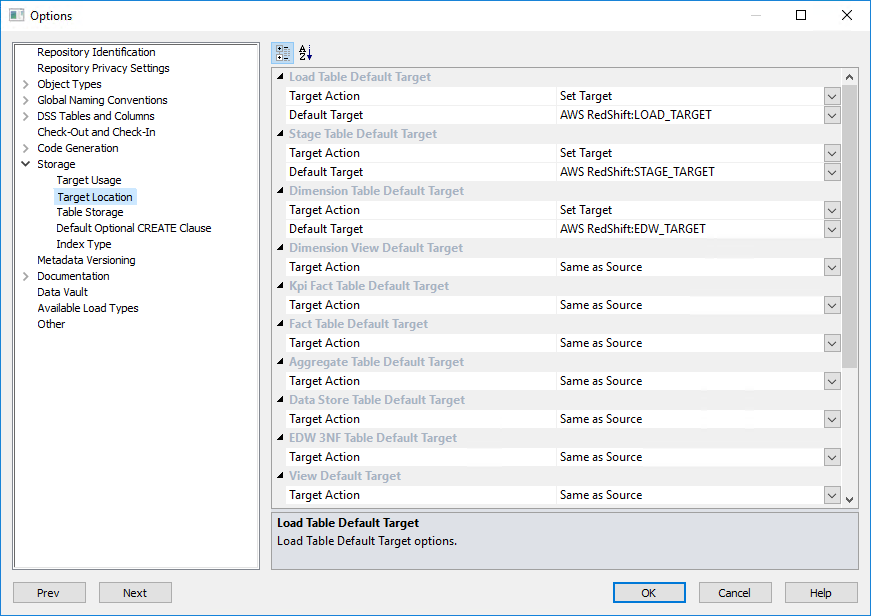 Options
Repository Identification
Repository Privacy Settings
Object Types
Global Naming Conventions
DSS Tables and Columns
Check-Out and Check-In
Code Generation
Storage
Target Usage
Target Location
Table Storage
Default Optional CREATE Clause
Index Type
Metadata Versioning
Documentation
Data Vault
Available Load Types
Other
A
Z
Load Table Default Target
Target Action Set Target
Default Target AWS RedShift:LOAD_TARGET
Stage Table Default Target
Target Action Set Target
Default Target AWS RedShift:STAGE_TARGET
Dimension Table Default Target
Target Action Set Target
Default Target AWS RedShift:EDW_TARGET
Dimension View Default Target
Target Action Same as Source
Kpi Fact Table Default Target
Target Action Same as Source
Fact Table Default Target
Target Action Same as Source
Aggregate Table Default Target
Target Action Same as Source
Data Store Table Default Target
Target Action Same as Source
EDW 3NF Table Default Target
Target Action Same as Source
View Default Target
Target Action Same as Source
Load Table Default Target
Load Table Default Target options.
Prev Next OK Cancel Help